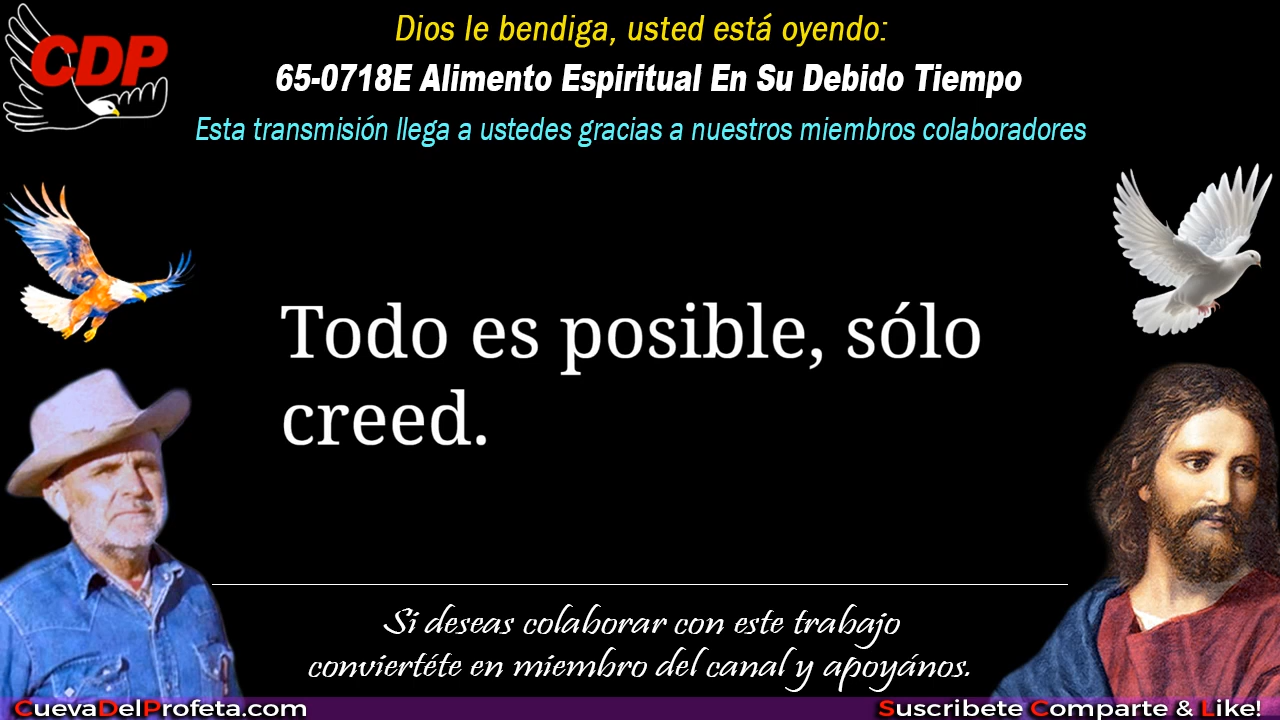 CDP
Dios le bendiga, usted está oyendo:
65-0718E Alimento Espiritual En Su Debido Tiempo
Esta transmisión llega a ustedes gracias a nuestros miembros colaboradores
Todo es posible, sólo
creed.
Si deseas colaborar con este trabajo
conviertéte en miembro del canal y apoyános.
CuevaDelProfeta.com
Suscribete Comparte & Like!